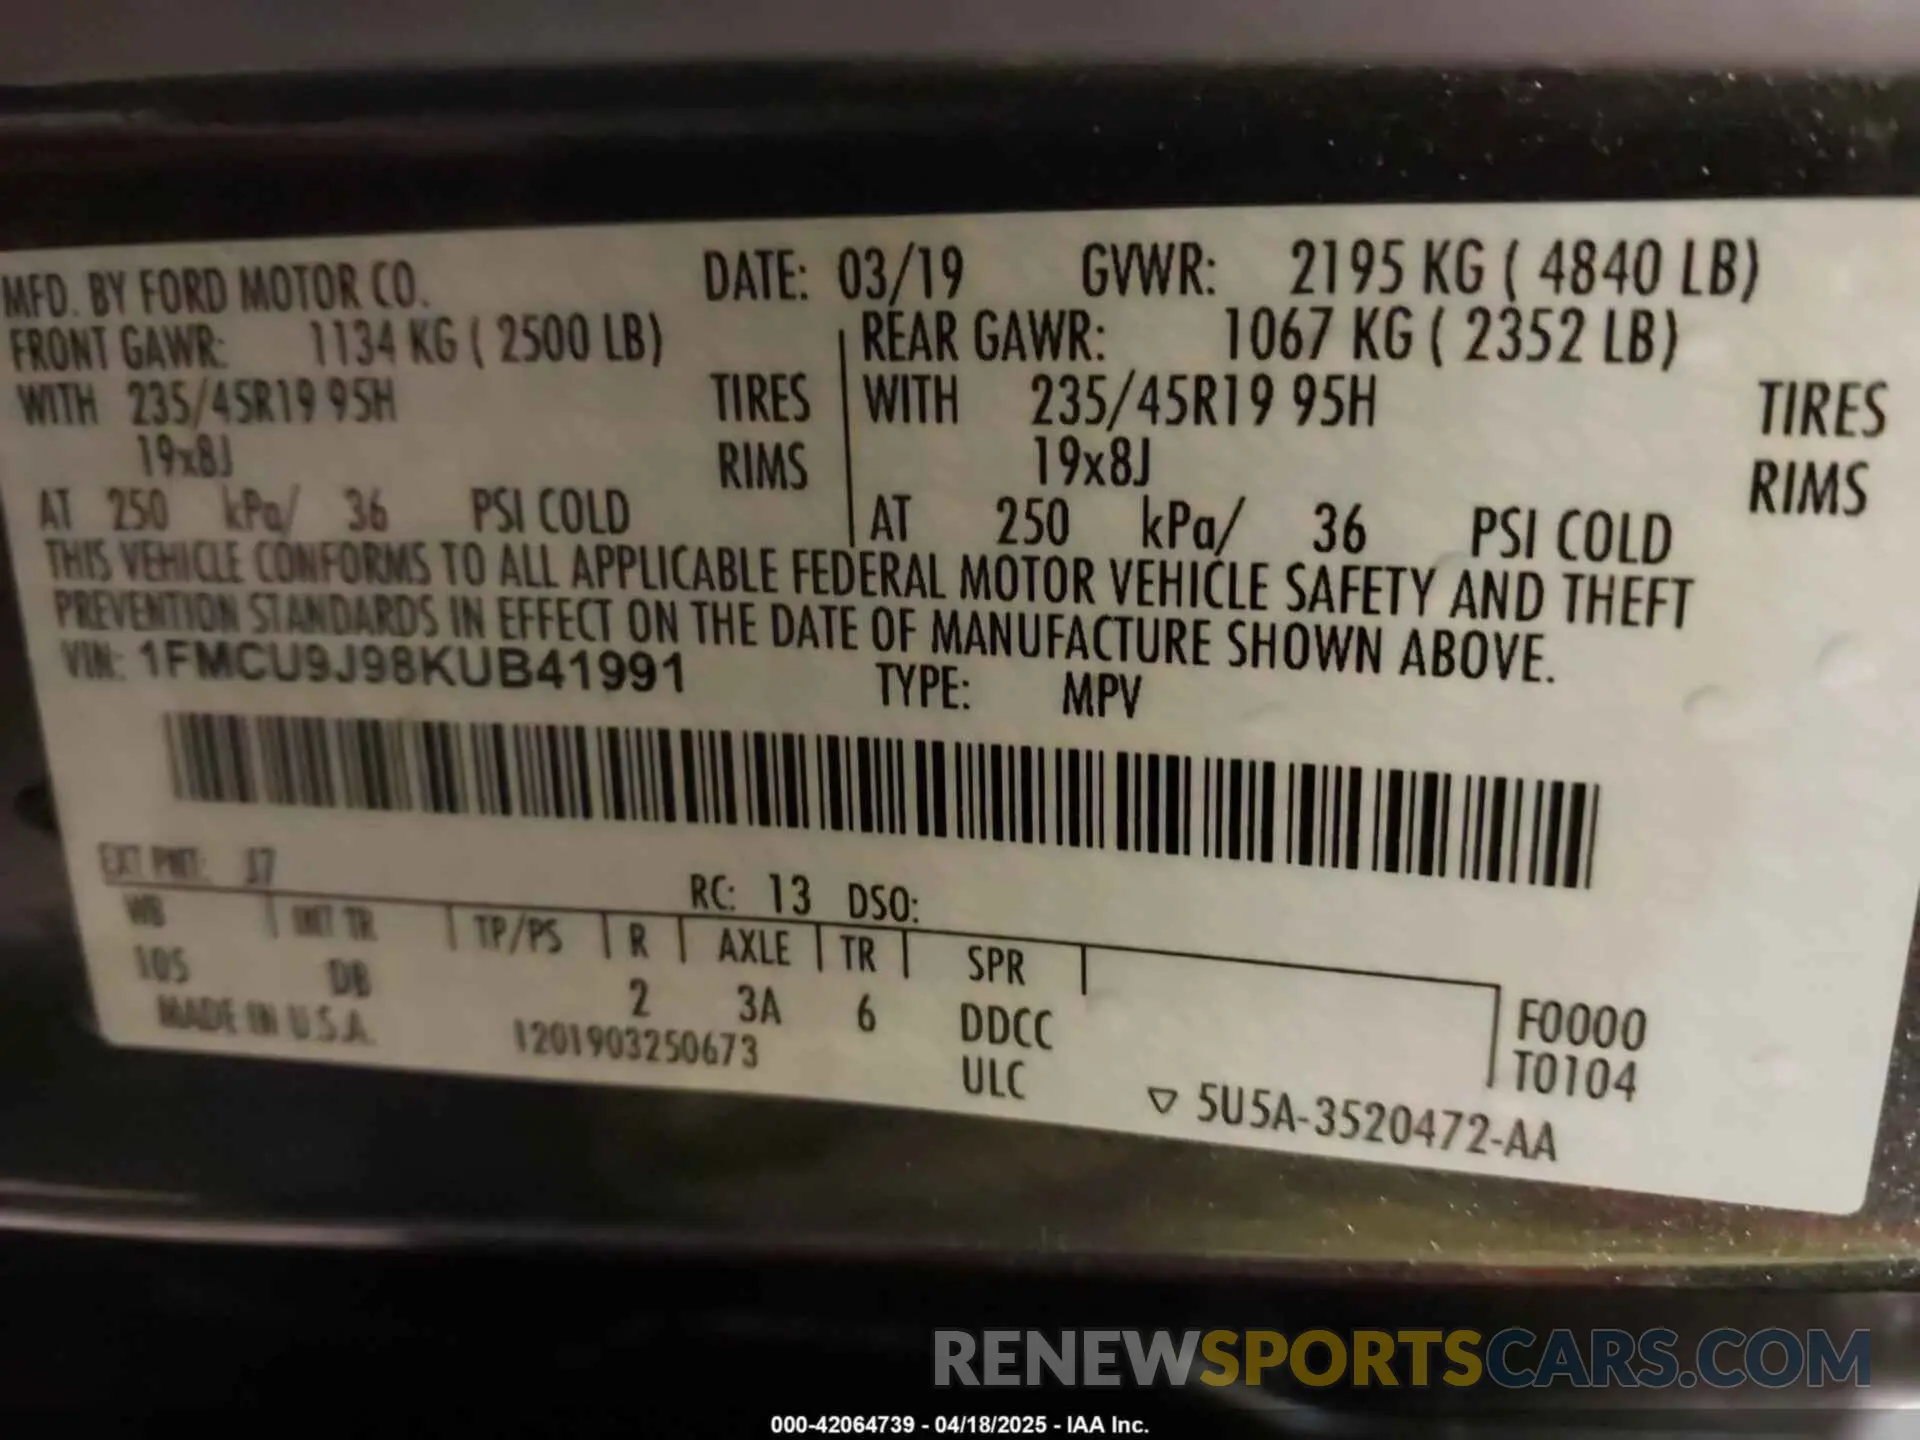 MFD. BY FORD MOTOR CO. DATE: 03/19 GVWR: 2195 KG ( 4840 LB)
FRONT GAWR: 1134 KG ( 2500 LB) REAR GAWR: 1067 KG ( 2352 LB)
WITH 235/45R19 95H TIRES WITH 235/45R19 95H TIRES
19x8J RIMS 19x8J RIMS
AT 250 kPa/ 36 PSI COLD AT 250 kPa/ 36 PSI COLD
THIS VEHICLE CONFORMS TO ALL APPLICABLE FEDERAL MOTOR VEHICLE SAFETY AND THEFT
PREVENTION STANDARDS IN EFFECT ON THE DATE OF MANUFACTURE SHOWN ABOVE.
VIN: 1FMCU9J98KUB41991 TYPE: MPV
EXT PNT: J7 RC: 13 DSO:
WB INT TR TP/PS R AXLE TR SPR
105 DB 2 3A 6 DDCC F0000
MADE IN U.S.A. 1201903250673 ULC T0104
▽ 5U5A-3520472-AA
RENEWSPORTSCARS.COM
000-42064739 - 04/18/2025 - IAA Inc.